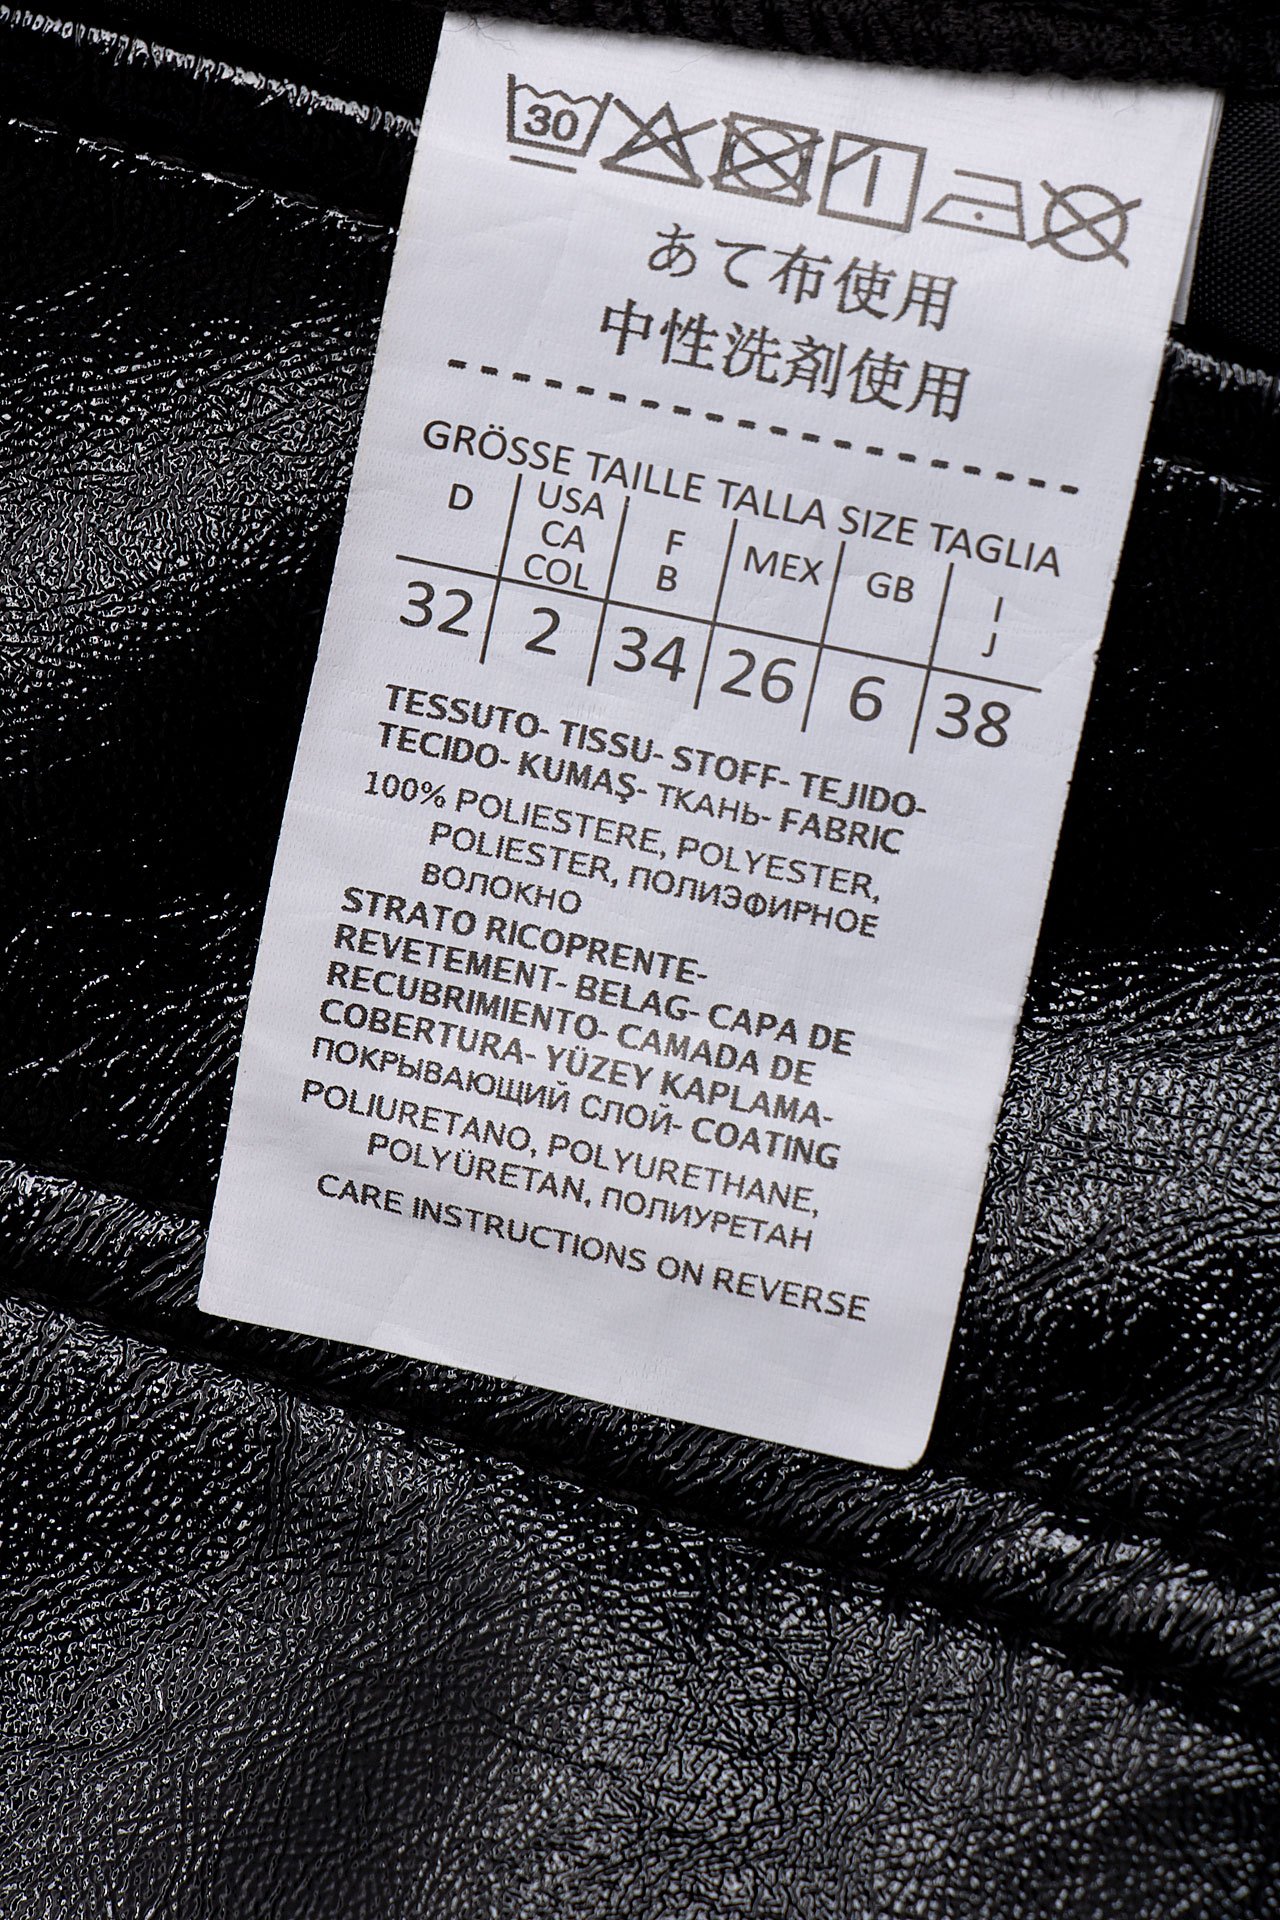 30
あて布使用
中性洗剤使用
GRÖSSE TAILLE TALLA SIZE TAGLIA
D USA CA COL F B MEX GB I J
32 2 34 26 6 38
TESSUTO- TISSU- STOFF- TEJIDO-
TECIDO- KUMAŞ- ТКАНЬ- FABRIC
100% POLIESTERE, POLYESTER,
POLIESTER, ПОЛИЭФИРНОЕ
ВОЛОКНО
STRATO RICOPRENTE-
REVETEMENT- BELAG- CAPA DE
RECUBRIMIENTO- CAMADA DE
COBERTURA- YÜZEY KAPLAMA-
ПОКРЫВАЮЩИЙ СЛОЙ- COATING
POLIURETANO, POLYURETHANE,
POLYÜRETAN, ПОЛИУРЕТАН
CARE INSTRUCTIONS ON REVERSE